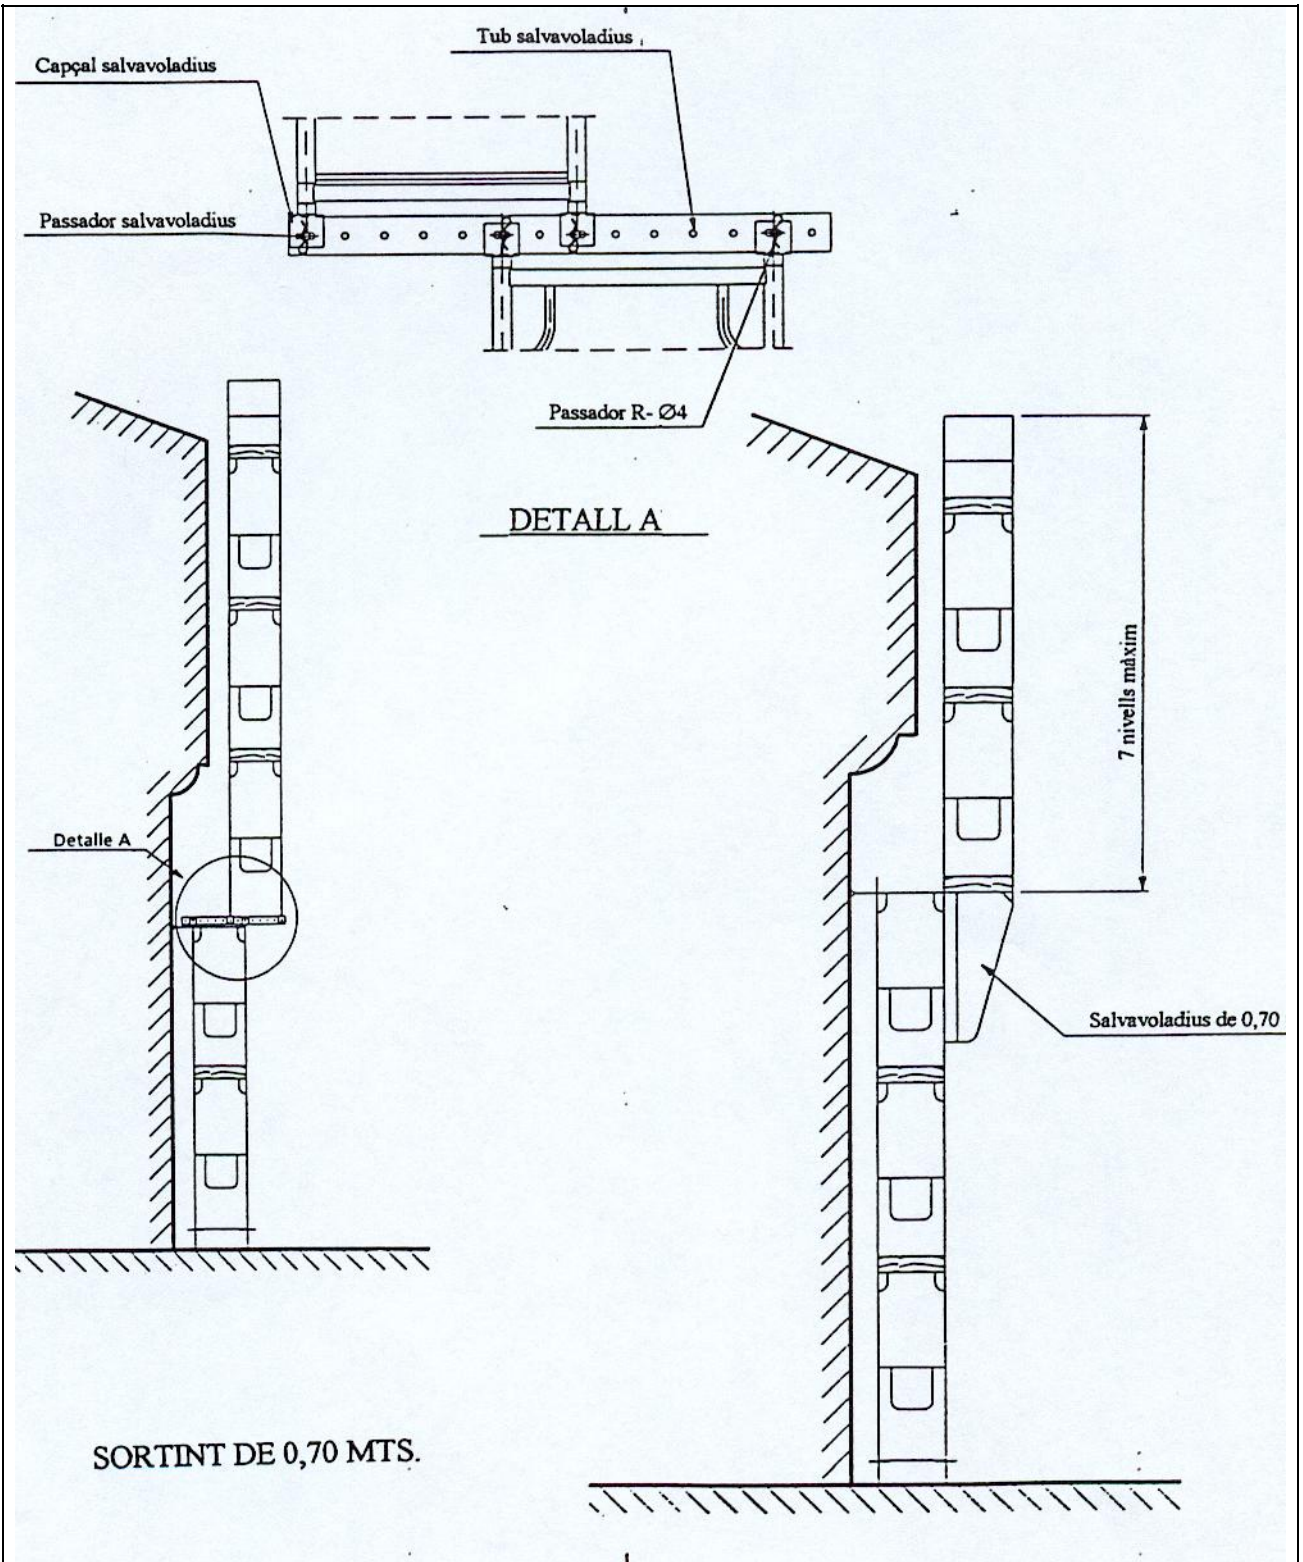 Tub salvavoladius
Capçal salvavoladius
Passador salvavoladius
Passador R- Ø4
DETALL A
7 nivells màxim
Detalle A
Salvavoladius de 0,70
SORTINT DE 0,70 MTS.